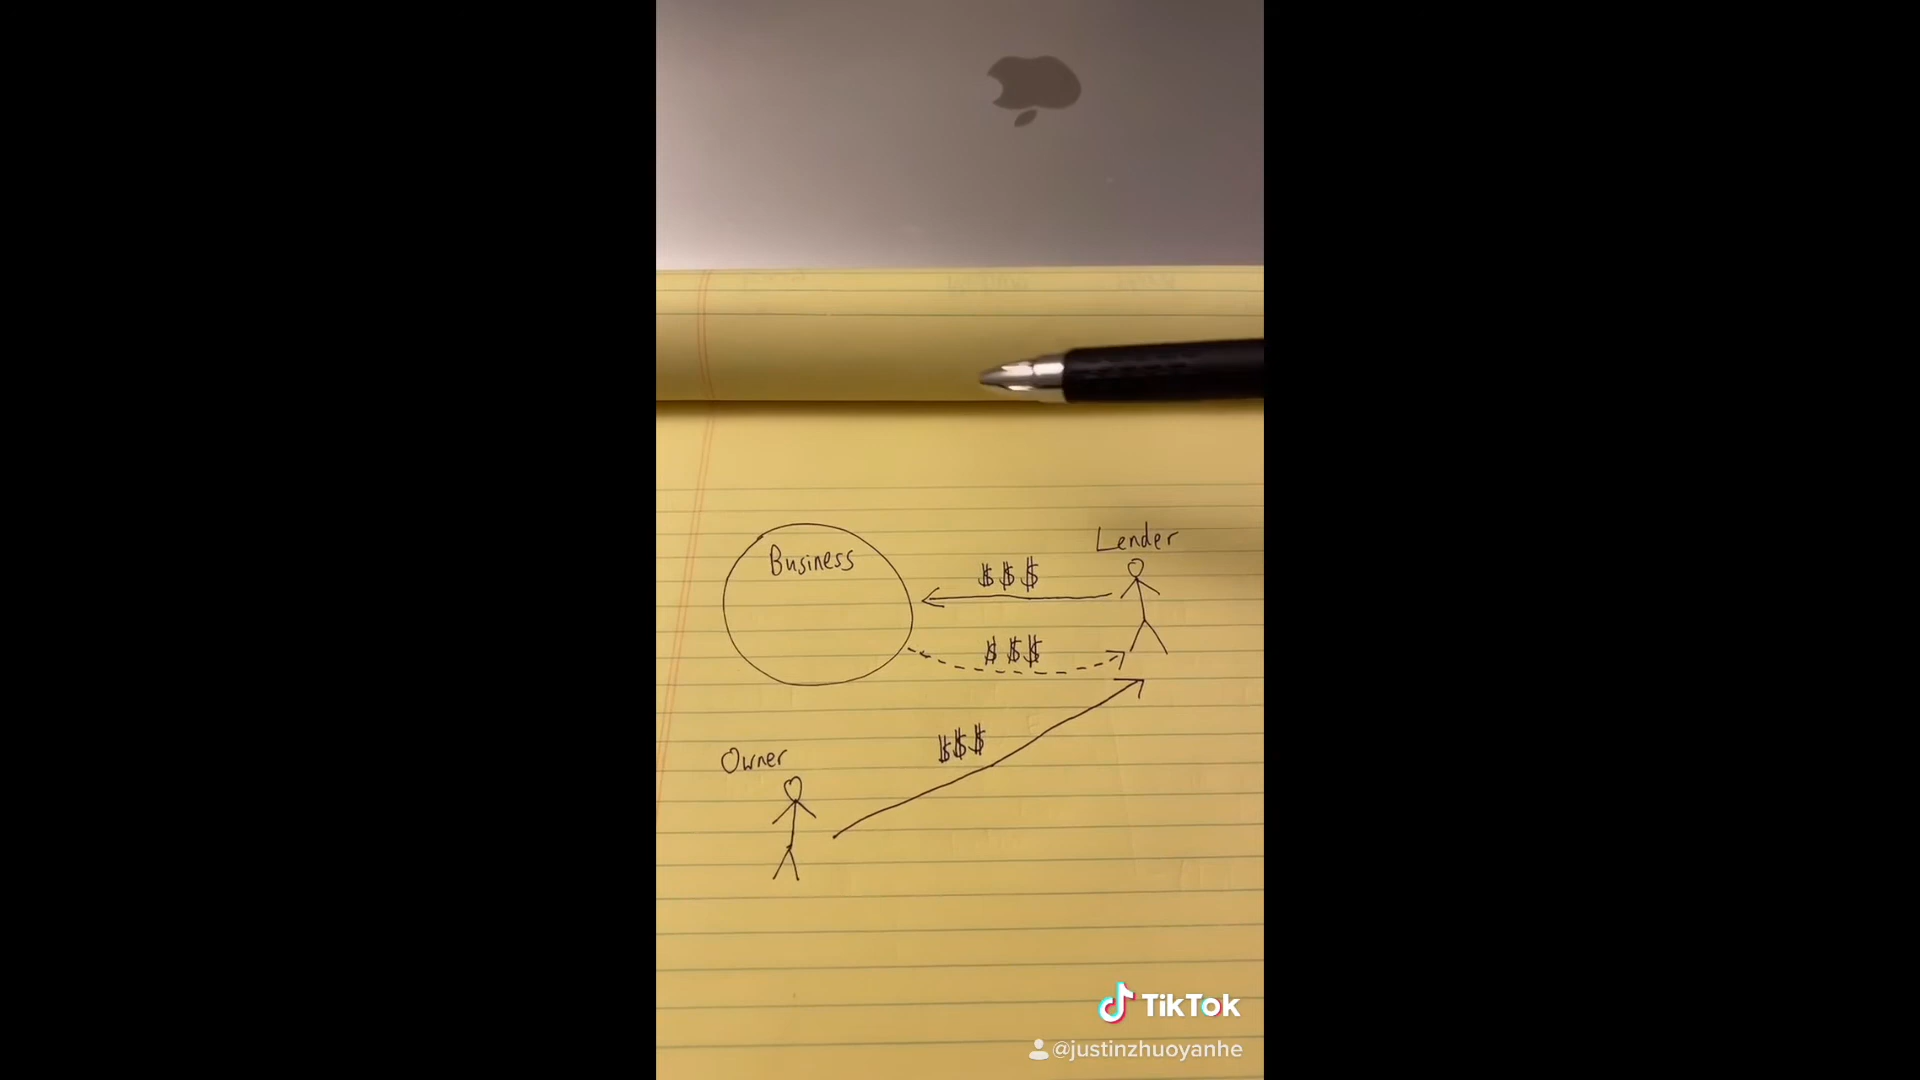 Business
Lender
$$$
$$$
$$$
Owner
TikTok
@justinzhuoyanhe